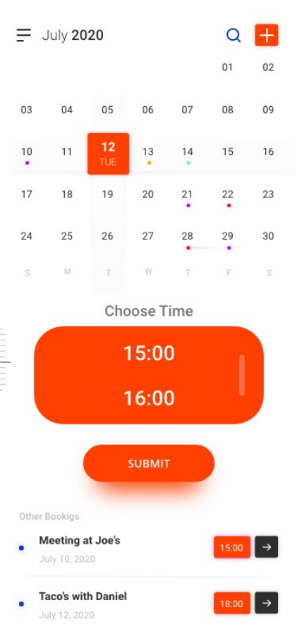 July 2020
01 02
03 04 05 06 07 08 09
10 11 12 13 14 15 16
TUE
17 18 19 20 21 22 23
24 25 26 27 28 29 30
S M T W T F S
Choose Time
15:00
16:00
SUBMIT
Other Bookigs
Meeting at Joe's 15:00
July 10, 2020
Taco's with Daniel 18:00
July 12, 2020